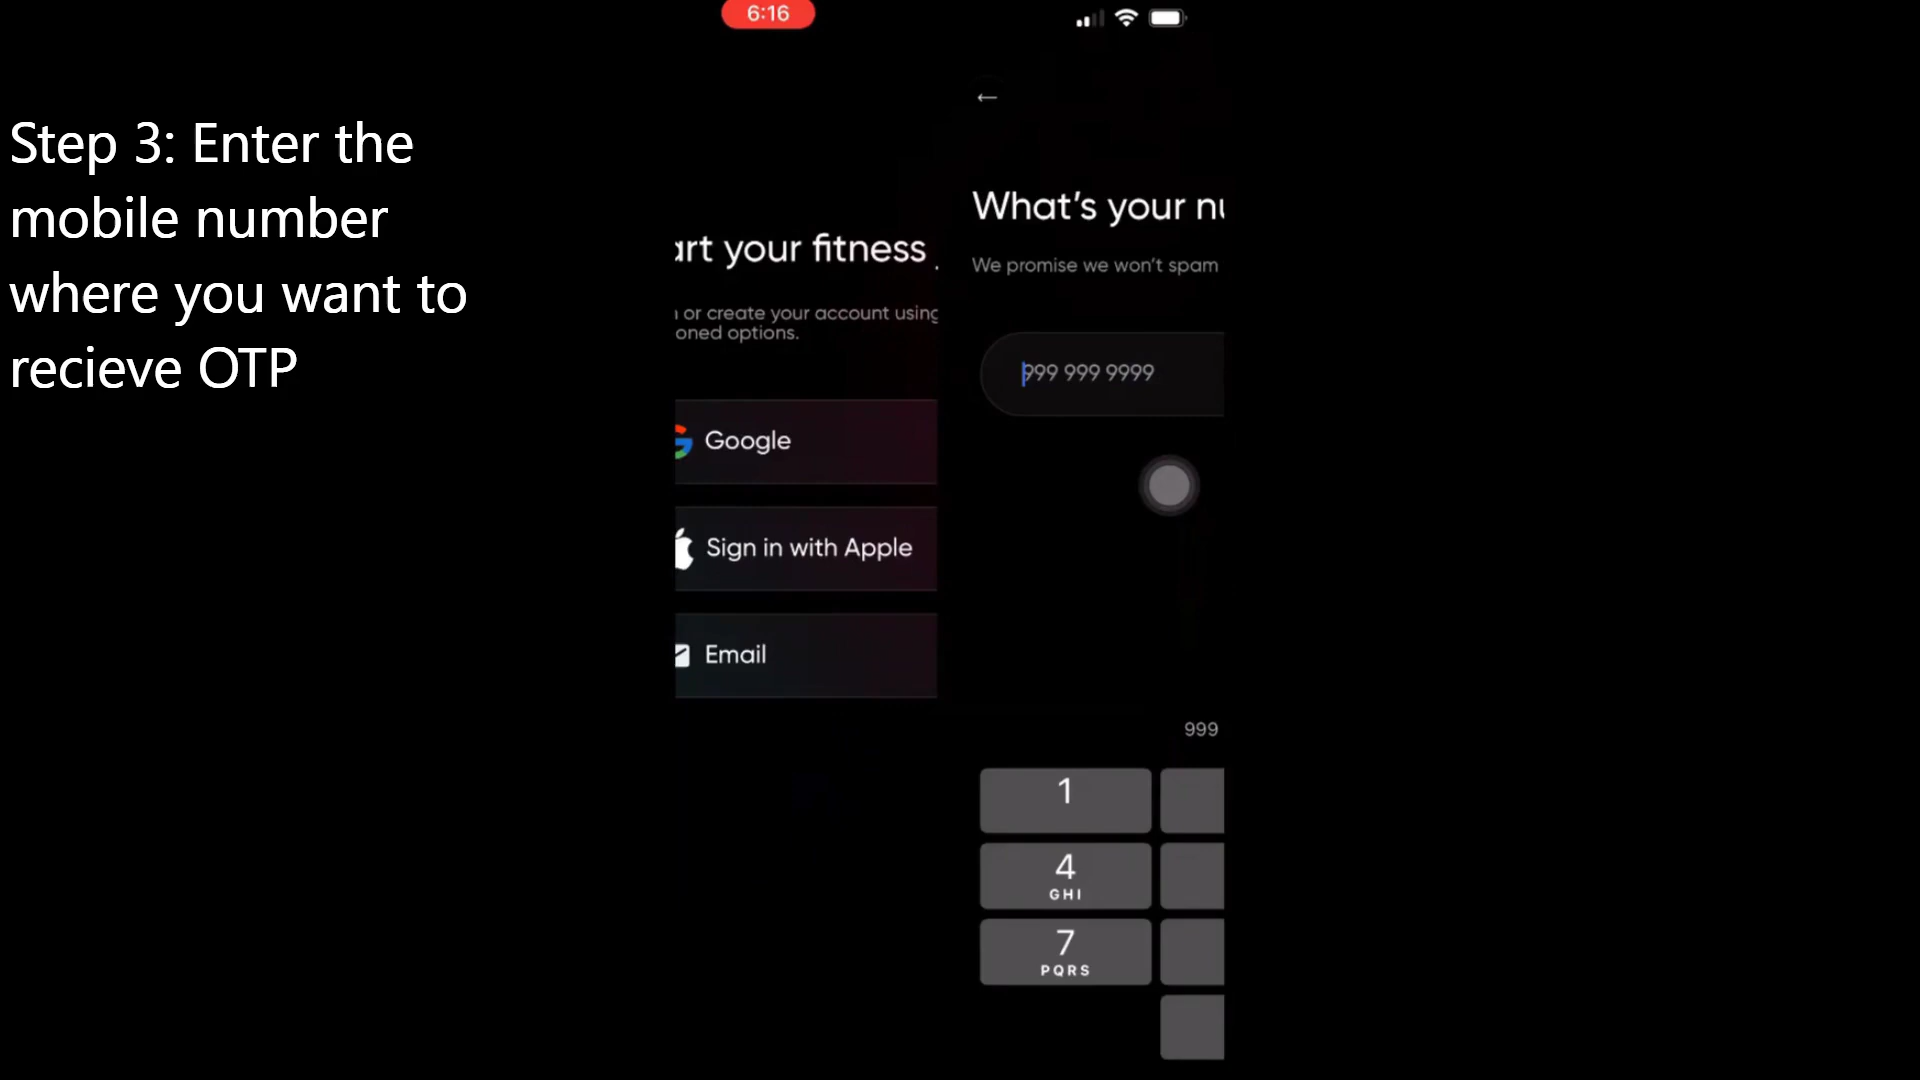 6:16
Step 3: Enter the
mobile number
where you want to
recieve OTP
art your fitness
or create your account using
oned options.
Google
Sign in with Apple
Email
←
What's your nu
We promise we won't spam
999 999 9999
999
1
4
GHI
7
PQRS